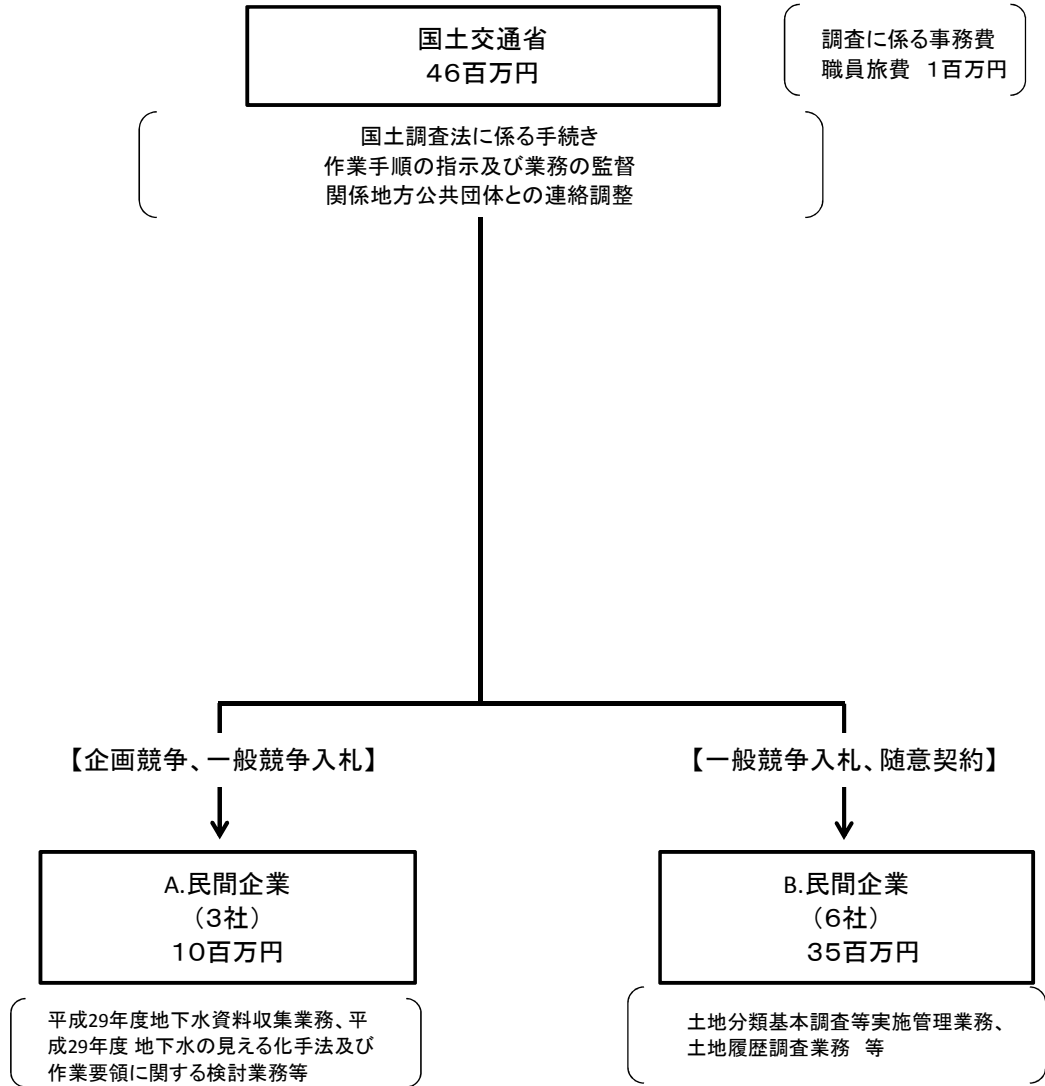 国土交通省
46百万円
調査に係る事務費
職員旅費 1百万円
国土調査法に係る手続き
作業手順の指示及び業務の監督
関係地方公共団体との連絡調整
【企画競争、一般競争入札】
【一般競争入札、随意契約】
A.民間企業
(3社)
10百万円
B.民間企業
(6社)
35百万円
平成29年度地下水資料収集業務、平
成29年度 地下水の見える化手法及び
作業要領に関する検討業務等
土地分類基本調査等実施管理業務、
土地履歴調査業務 等